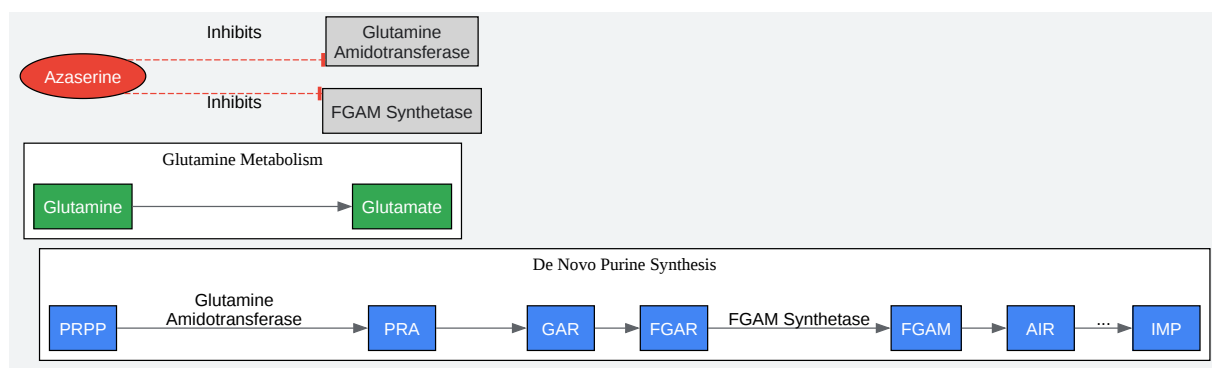 Inhibits
Glutamine
Amidotransferase
Azaserine
Inhibits
FGAM Synthetase
Glutamine Metabolism
Glutamine
Glutamate
De Novo Purine Synthesis
Glutamine
Amidotransferase
PRPP
PRA
GAR
FGAR
FGAM Synthetase
FGAM
AIR
...
IMP